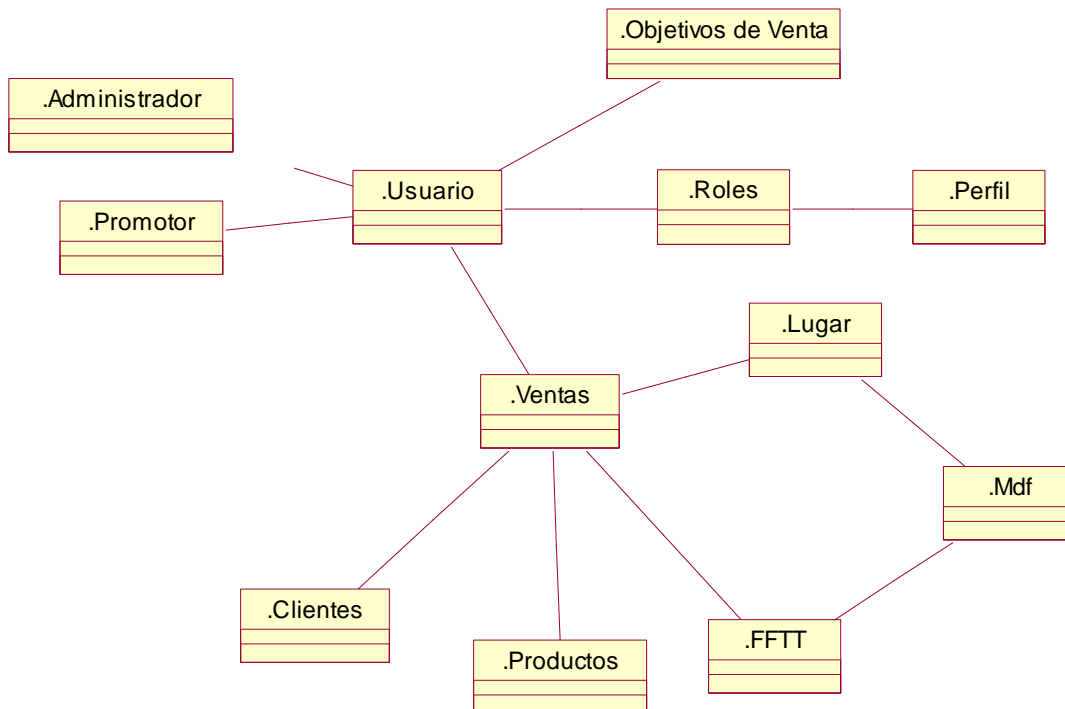 .Objetivos de Venta
.Administrador
.Usuario
.Roles
.Perfil
.Promotor
.Lugar
.Ventas
.Mdf
.Clientes
.FFTT
.Productos